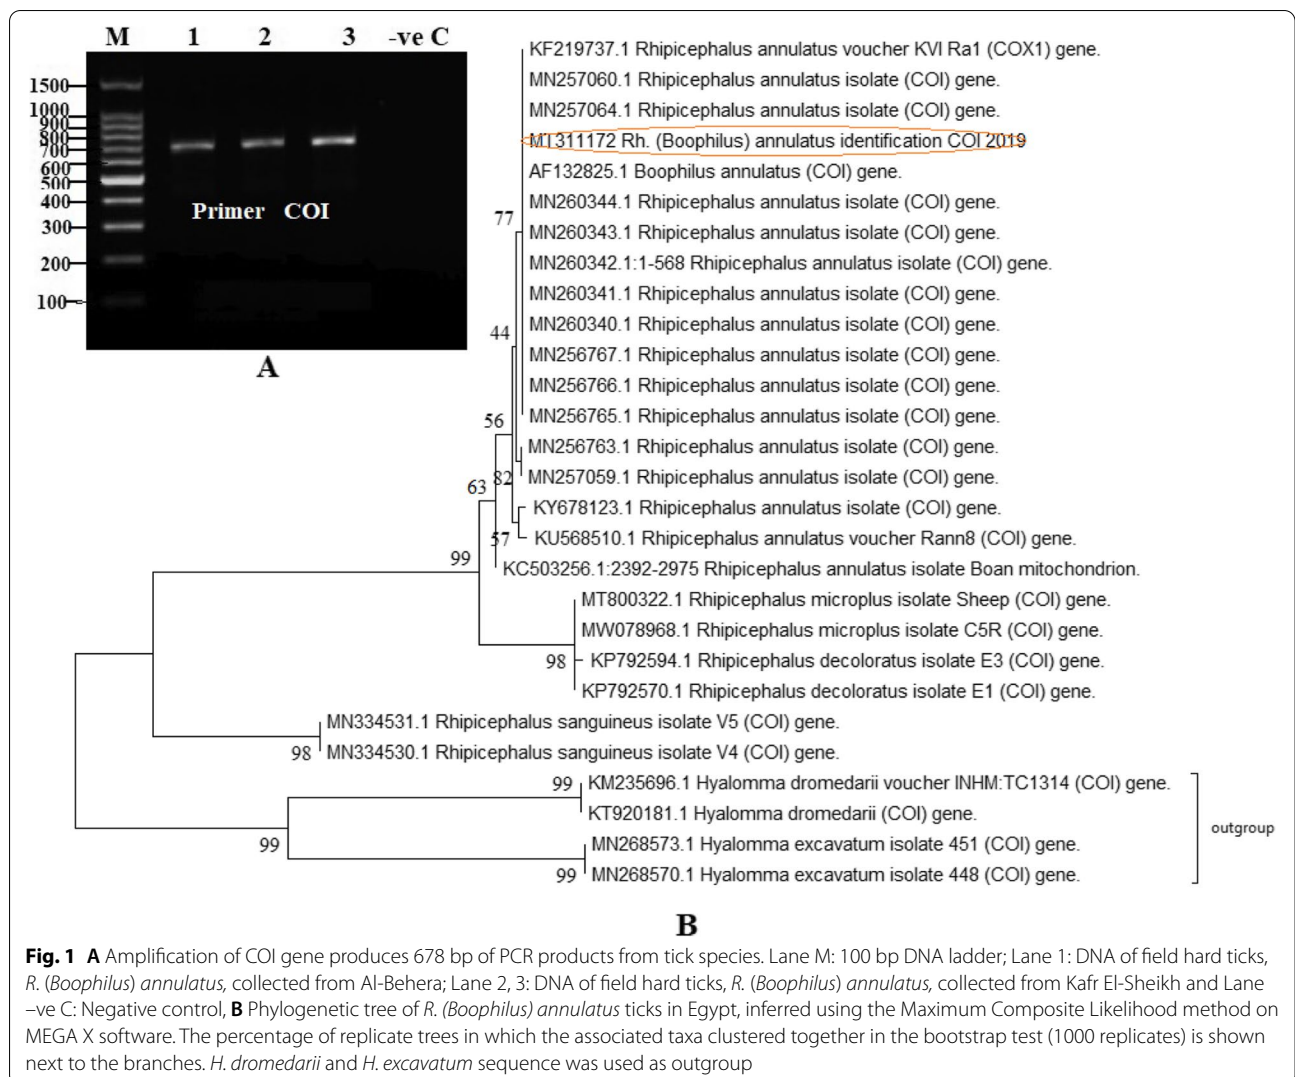 M 1 2 3 -ve C
1500
1000
900
800
700
600
500
400
300
200
100
Primer COI
A
KF219737.1 Rhipicephalus annulatus voucher KVI Ra1 (COX1) gene.
MN257060.1 Rhipicephalus annulatus isolate (COI) gene.
MN257064.1 Rhipicephalus annulatus isolate (COI) gene.
MT311172 Rh. (Boophilus) annulatus identification COI 2019
AF132825.1 Boophilus annulatus (COI) gene.
MN260344.1 Rhipicephalus annulatus isolate (COI) gene.
77
MN260343.1 Rhipicephalus annulatus isolate (COI) gene.
MN260342.1:1-568 Rhipicephalus annulatus isolate (COI) gene.
MN260341.1 Rhipicephalus annulatus isolate (COI) gene.
MN260340.1 Rhipicephalus annulatus isolate (COI) gene.
44
MN256767.1 Rhipicephalus annulatus isolate (COI) gene.
MN256766.1 Rhipicephalus annulatus isolate (COI) gene.
MN256765.1 Rhipicephalus annulatus isolate (COI) gene.
56
MN256763.1 Rhipicephalus annulatus isolate (COI) gene.
MN257059.1 Rhipicephalus annulatus isolate (COI) gene.
82
63
KY678123.1 Rhipicephalus annulatus isolate (COI) gene.
KU568510.1 Rhipicephalus annulatus voucher Rann8 (COI) gene.
57
99
KC503256.1:2392-2975 Rhipicephalus annulatus isolate Boan mitochondrion.
MT800322.1 Rhipicephalus microplus isolate Sheep (COI) gene.
MW078968.1 Rhipicephalus microplus isolate C5R (COI) gene.
98
KP792594.1 Rhipicephalus decoloratus isolate E3 (COI) gene.
KP792570.1 Rhipicephalus decoloratus isolate E1 (COI) gene.
MN334531.1 Rhipicephalus sanguineus isolate V5 (COI) gene.
98
MN334530.1 Rhipicephalus sanguineus isolate V4 (COI) gene.
99
KM235696.1 Hyalomma dromedarii voucher INHM:TC1314 (COI) gene.
KT920181.1 Hyalomma dromedarii (COI) gene.
outgroup
99
MN268573.1 Hyalomma excavatum isolate 451 (COI) gene.
99
MN268570.1 Hyalomma excavatum isolate 448 (COI) gene.
B
Fig. 1 A Amplification of COI gene produces 678 bp of PCR products from tick species. Lane M: 100 bp DNA ladder; Lane 1: DNA of field hard ticks,
R. (Boophilus) annulatus, collected from Al-Behera; Lane 2, 3: DNA of field hard ticks, R. (Boophilus) annulatus, collected from Kafr El-Sheikh and Lane
–ve C: Negative control, B Phylogenetic tree of R. (Boophilus) annulatus ticks in Egypt, inferred using the Maximum Composite Likelihood method on
MEGA X software. The percentage of replicate trees in which the associated taxa clustered together in the bootstrap test (1000 replicates) is shown
next to the branches. H. dromedarii and H. excavatum sequence was used as outgroup